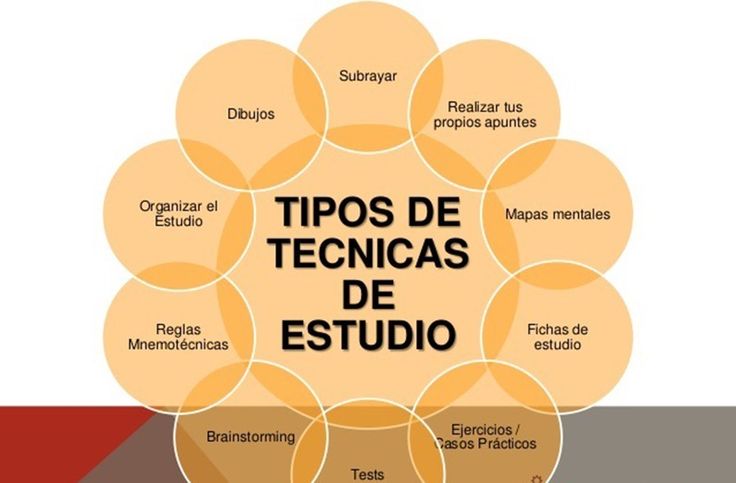 Subrayar
Realizar tus
propios apuntes
Mapas mentales
Fichas de
estudio
Ejercicios /
Casos Prácticos
Tests
Brainstorming
Reglas
Mnemotécnicas
Organizar el
Estudio
Dibujos
TIPOS DE
TECNICAS
DE
ESTUDIO